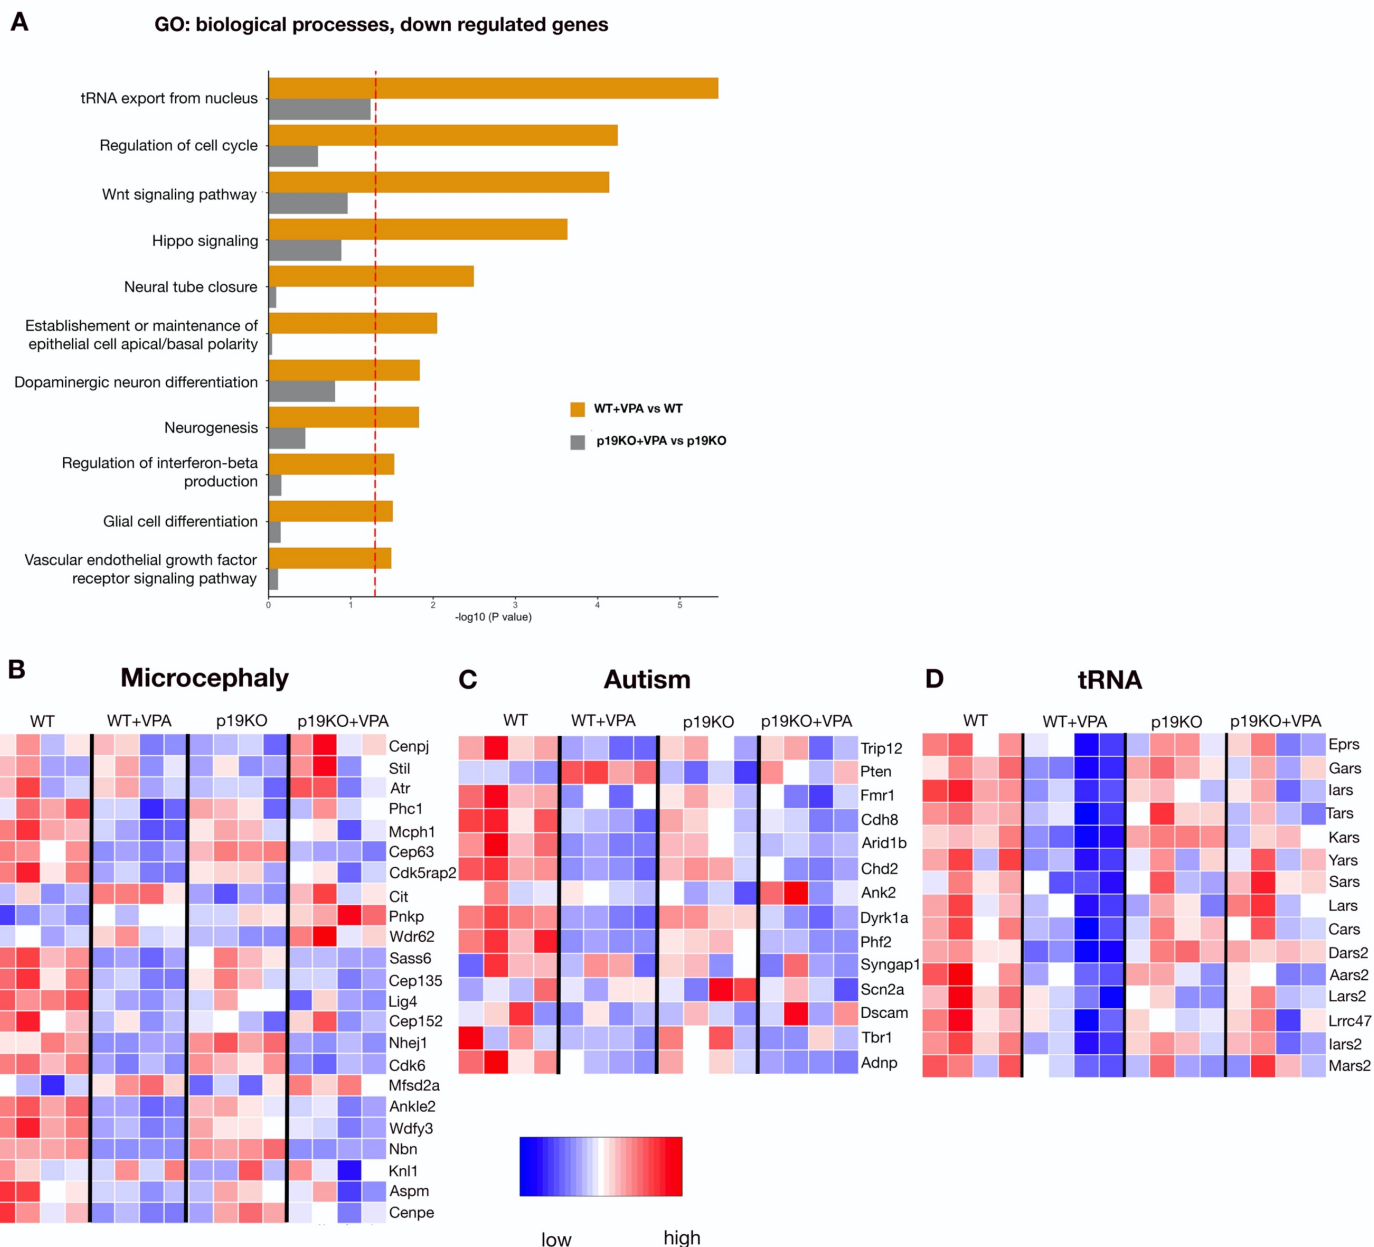 A
GO: biological processes, down regulated genes
tRNA export from nucleus
Regulation of cell cycle
Wnt signaling pathway
Hippo signaling
Neural tube closure
Establishement or maintenance of
epithelial cell apical/basal polarity
Dopaminergic neuron differentiation
Neurogenesis
Regulation of interferon-beta
production
Glial cell differentiation
Vascular endothelial growth factor
receptor signaling pathway
WT+VPA vs WT
p19KO+VPA vs p19KO
0 1 2 3 4 5
-log10 (P value)
B
Microcephaly
WT WT+VPA p19KO p19KO+VPA
Cenpj
Stil
Atr
Phc1
Mcph1
Cep63
Cdk5rap2
Cit
Pnkp
Wdr62
Sass6
Cep135
Lig4
Cep152
Nhej1
Cdk6
Mfsd2a
Ankle2
Wdfy3
Nbn
Knl1
Aspm
Cenpe
C
Autism
WT WT+VPA p19KO p19KO+VPA
Trip12
Pten
Fmr1
Cdh8
Arid1b
Chd2
Ank2
Dyrk1a
Phf2
Syngap1
Scn2a
Dscam
Tbr1
Adnp
D
tRNA
WT WT+VPA p19KO p19KO+VPA
Eprs
Gars
Iars
Tars
Kars
Yars
Sars
Lars
Cars
Dars2
Aars2
Lars2
Lrrc47
Iars2
Mars2
low high